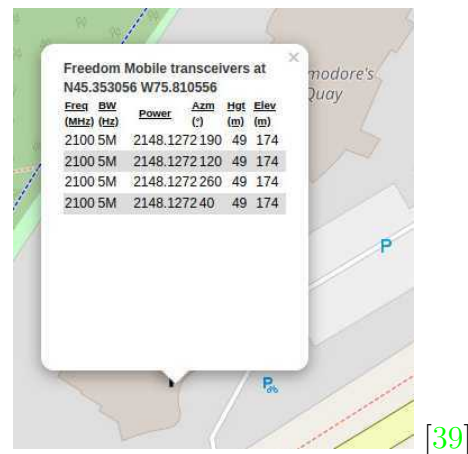 Freedom Mobile transceivers at
N45.353056 W75.810556
×
Freq BW Power Azm Hgt Elev
(MHz) (Hz) (°) (m) (m)
2100 5M 2148.1272 190 49 174
2100 5M 2148.1272 120 49 174
2100 5M 2148.1272 260 49 174
2100 5M 2148.1272 40 49 174
modore's
Quay
P
P
[39]